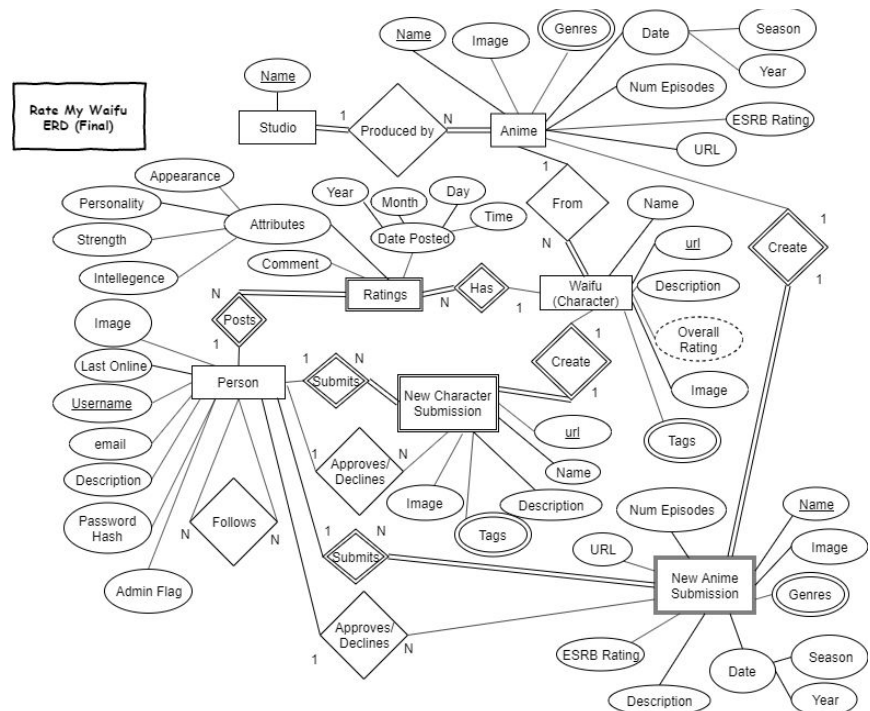 Rate My Waifu
ERD (Final)
Name
Studio
1
Produced by
N
Name
Image
Genres
Date
Season
Year
Num Episodes
ESRB Rating
URL
Anime
1
From
N
1
Create
1
Appearance
Personality
Strength
Intellegence
Attributes
Year
Month
Day
Time
Date Posted
Comment
Ratings
N
Has
1
Name
url
Description
Overall
Rating
Image
Tags
Waifu
(Character)
N
Posts
1
1
Create
1
Image
Last Online
Username
email
Description
Password
Hash
Admin Flag
Person
1
Submits
N
New Character
Submission
url
Name
Description
Tags
Image
1
Approves/
Declines
N
N
Follows
N
1
Submits
N
1
Approves/
Declines
N
Num Episodes
URL
Name
Image
Genres
New Anime
Submission
ESRB Rating
Description
Date
Season
Year